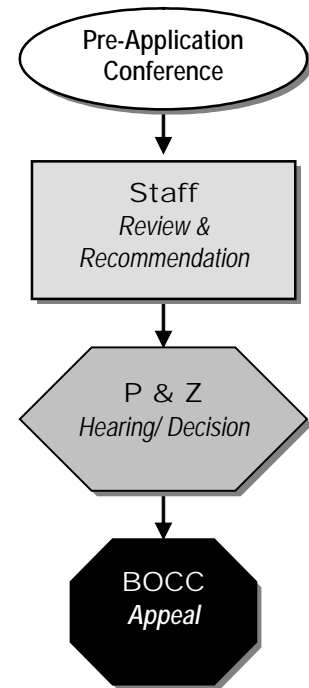 Pre-Application
Conference
Staff
Review &
Recommendation
P & Z
Hearing/ Decision
BOCC
Appeal